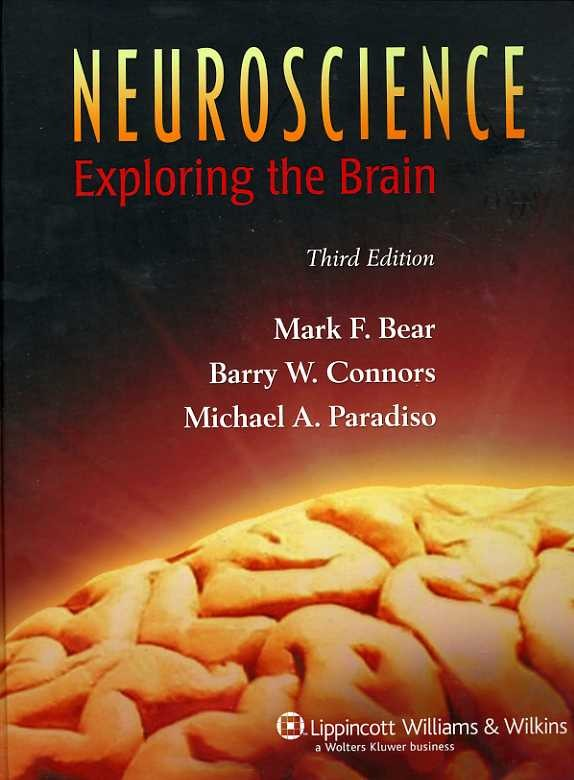 NEUROSCIENCE
Exploring the Brain
Third Edition
Mark F. Bear
Barry W. Connors
Michael A. Paradiso
Lippincott Williams & Wilkins
a Wolters Kluwer business